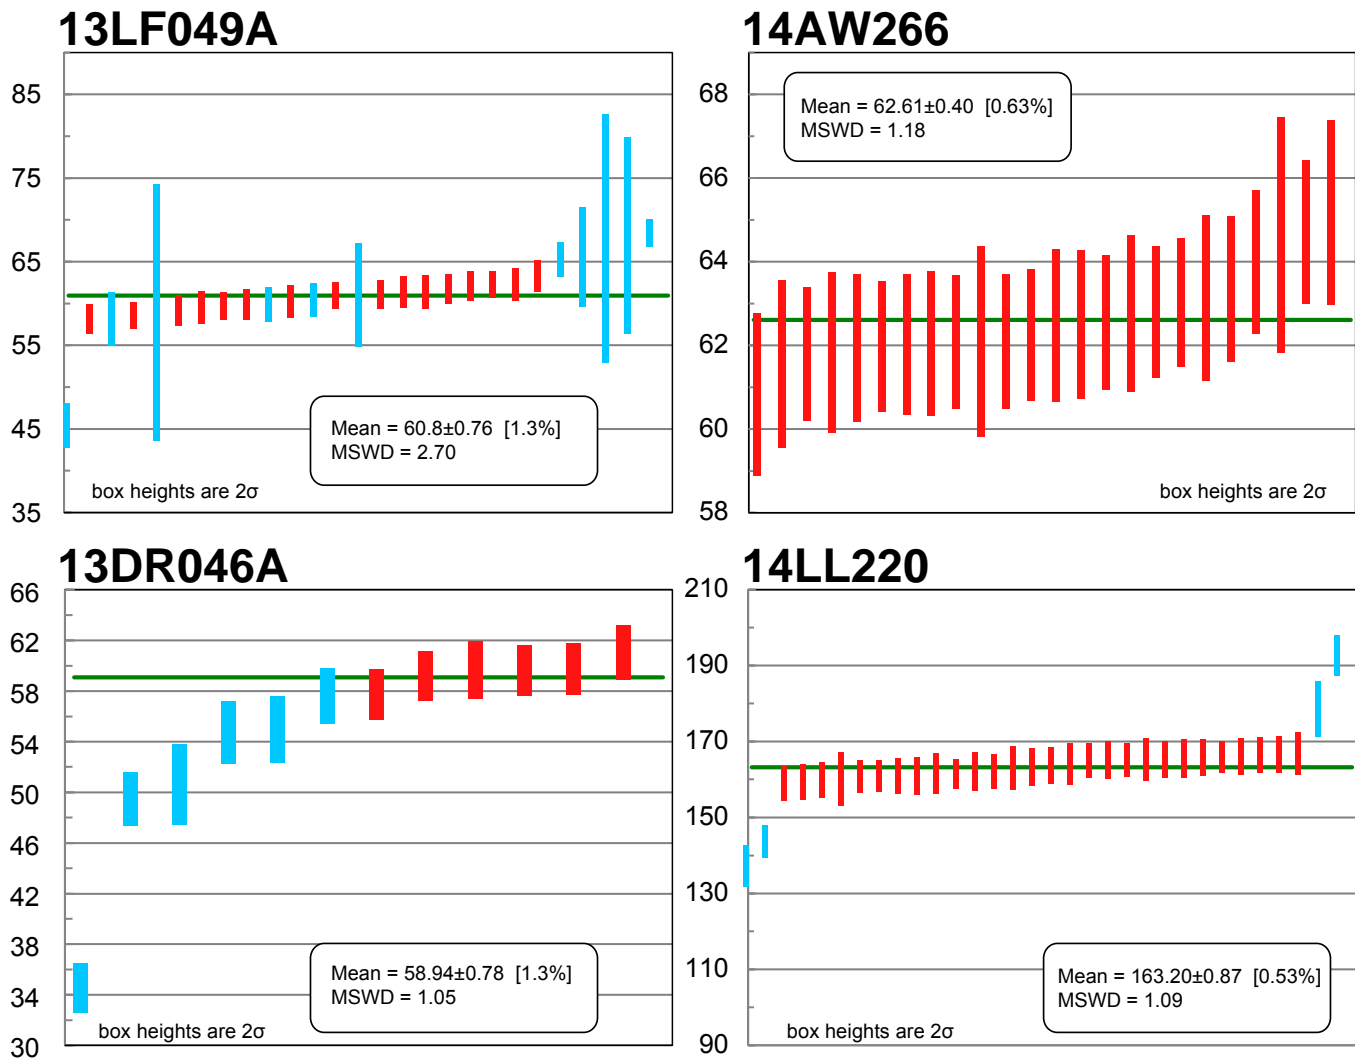 13LF049A
85
75
65
55
45
35
Mean = 60.8±0.76 [1.3%]
MSWD = 2.70
box heights are 2σ
14AW266
68
66
64
62
60
58
Mean = 62.61±0.40 [0.63%]
MSWD = 1.18
box heights are 2σ
13DR046A
66
62
58
54
50
46
42
38
34
30
Mean = 58.94±0.78 [1.3%]
MSWD = 1.05
box heights are 2σ
14LL220
210
190
170
150
130
110
90
Mean = 163.20±0.87 [0.53%]
MSWD = 1.09
box heights are 2σ